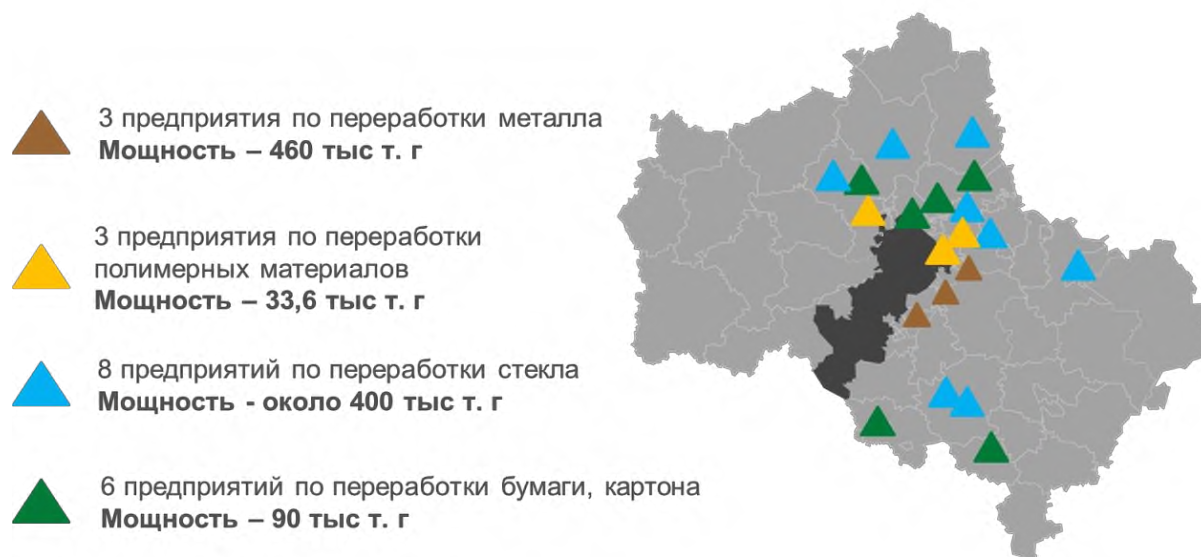 3 предприятия по переработки металла
Мощность – 460 тыс т. г
3 предприятия по переработки
полимерных материалов
Мощность – 33,6 тыс т. г
8 предприятий по переработки стекла
Мощность - около 400 тыс т. г
6 предприятий по переработки бумаги, картона
Мощность – 90 тыс т. г